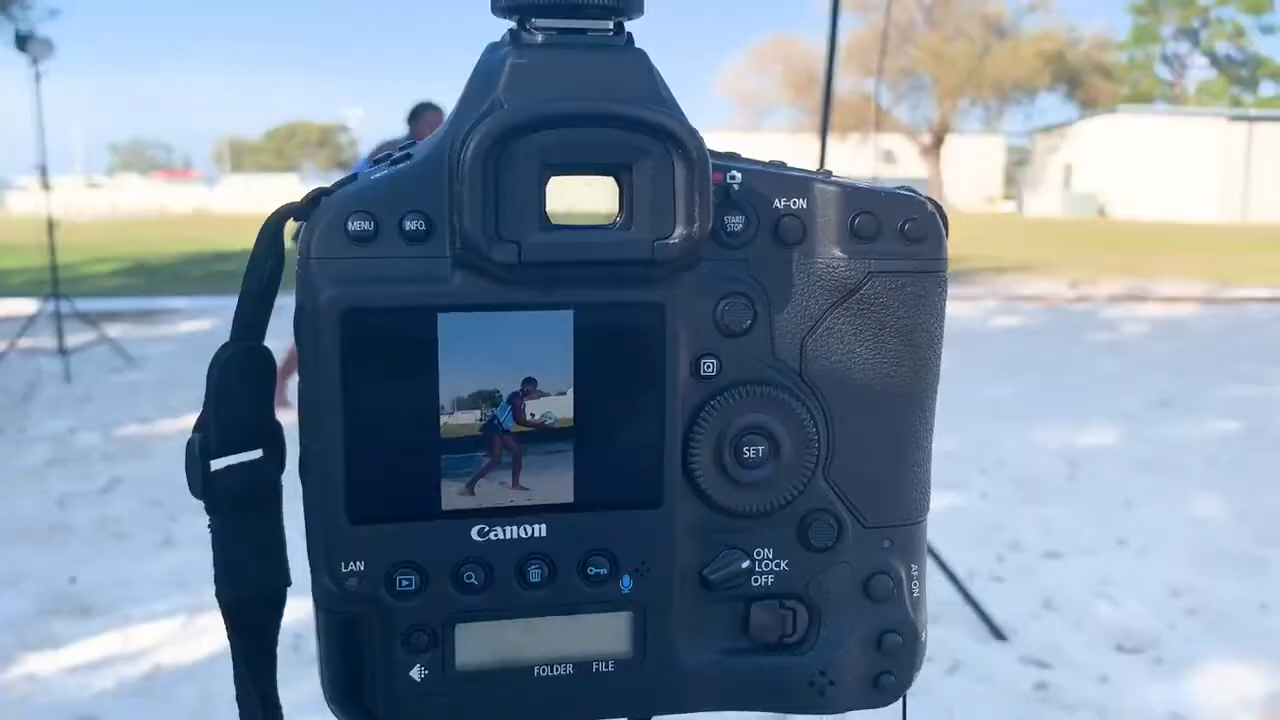 MENU
INFO.
START/
STOP
AF-ON
Q
SET
Canon
LAN
ON
LOCK
OFF
AF-ON
FOLDER FILE